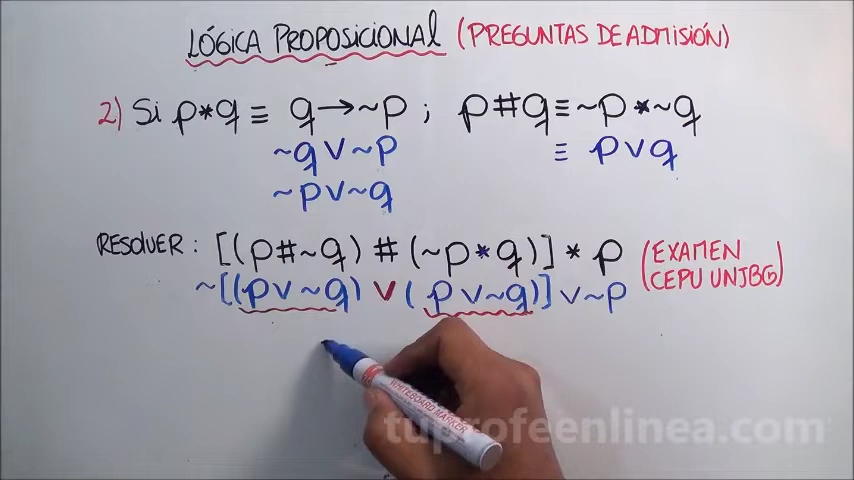 LÓGICA PROPOSICIONAL (PREGUNTAS DE ADMISIÓN)
2) Si p*q ≡ q→~p ; p#q≡~p*~q
~q∨~p ≡ p∨q
~p∨~q
RESOLVER : [(p#~q)#(~p*q)]*p (EXAMEN
CEPU UNJBG)
~[(p∨~q)∨(p∨~q)]∨~p
WHITEBOARD MARKER
tuprofeenlinea.com